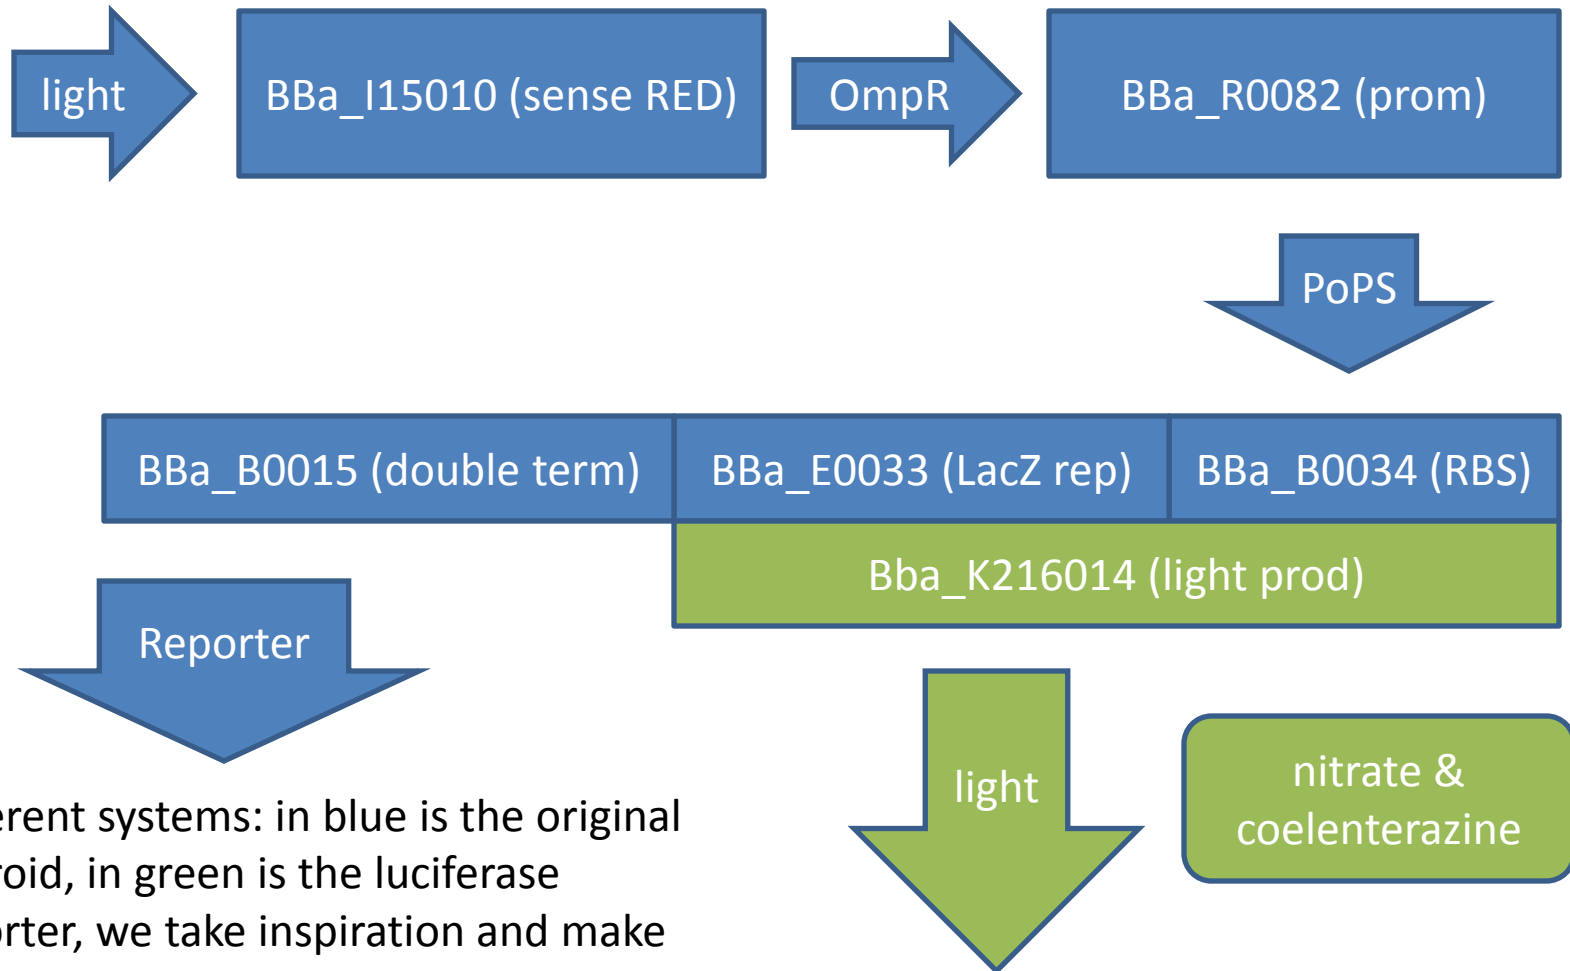 light
BBa_I15010 (sense RED)
OmpR
BBa_R0082 (prom)
PoPS
BBa_B0015 (double term)
BBa_E0033 (LacZ rep)
BBa_B0034 (RBS)
Bba_K216014 (light prod)
Reporter
light
nitrate &
coelenterazine
erent systems: in blue is the original
roid, in green is the luciferase
orter, we take inspiration and make